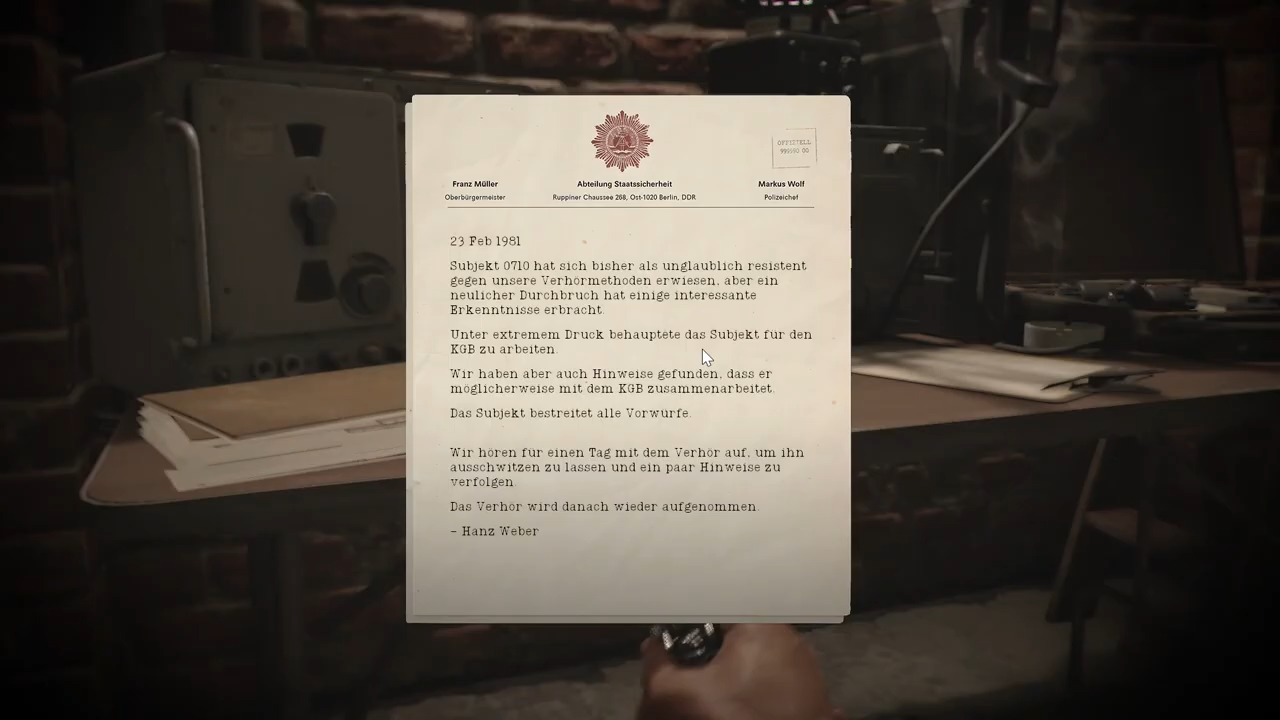 OFFIZIELL
999980 00
Franz Müller
Abteilung Staatssicherheit
Markus Wolf
Oberbürgermeister
Ruppiner Chaussee 268, Ost-1020 Berlin, DDR
Polizeichef
23 Feb 1981
Subjekt 0710 hat sich bisher als unglaublich resistent
gegen unsere Verhörmethoden erwiesen, aber ein
neulicher Durchbruch hat einige interessante
Erkenntnisse erbracht.
Unter extremem Druck behauptete das Subjekt für den
KGB zu arbeiten.
Wir haben aber auch Hinweise gefunden, dass er
möglicherweise mit dem KGB zusammenarbeitet.
Das Subjekt bestreitet alle Vorwürfe.
Wir hören für einen Tag mit dem Verhör auf, um ihn
ausschwitzen zu lassen und ein paar Hinweise zu
verfolgen.
Das Verhör wird danach wieder aufgenommen.
– Hanz Weber